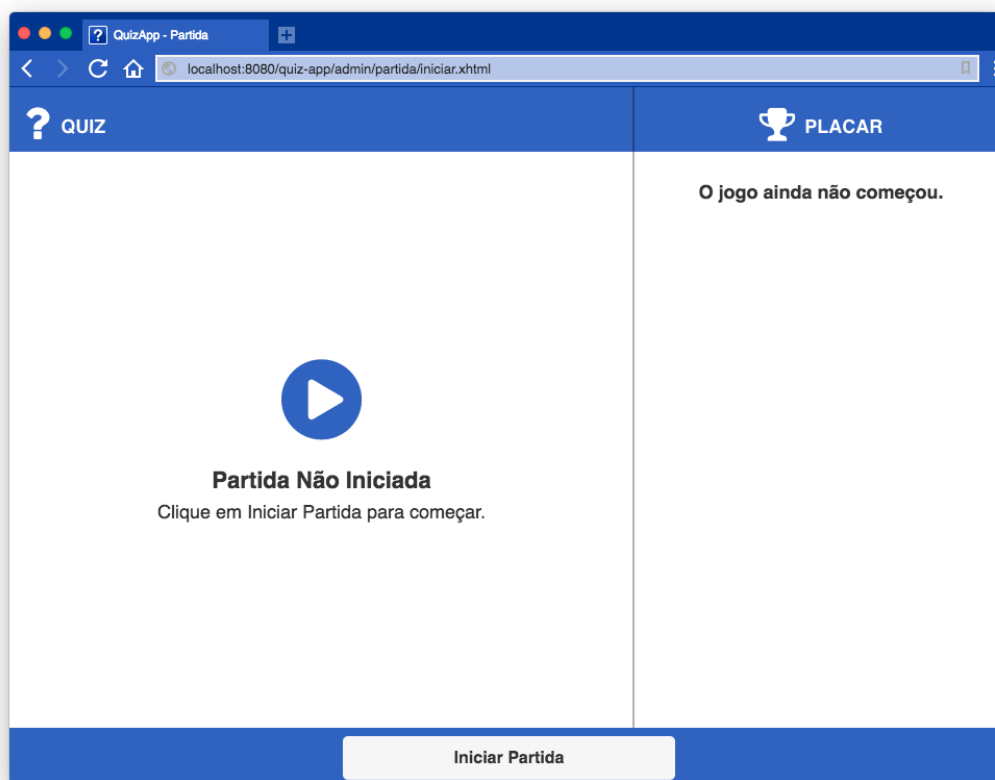 QuizApp - Partida
localhost:8080/quiz-app/admin/partida/iniciar.xhtml
? QUIZ
PLACAR
O jogo ainda não começou.
Partida Não Iniciada
Clique em Iniciar Partida para começar.
Iniciar Partida